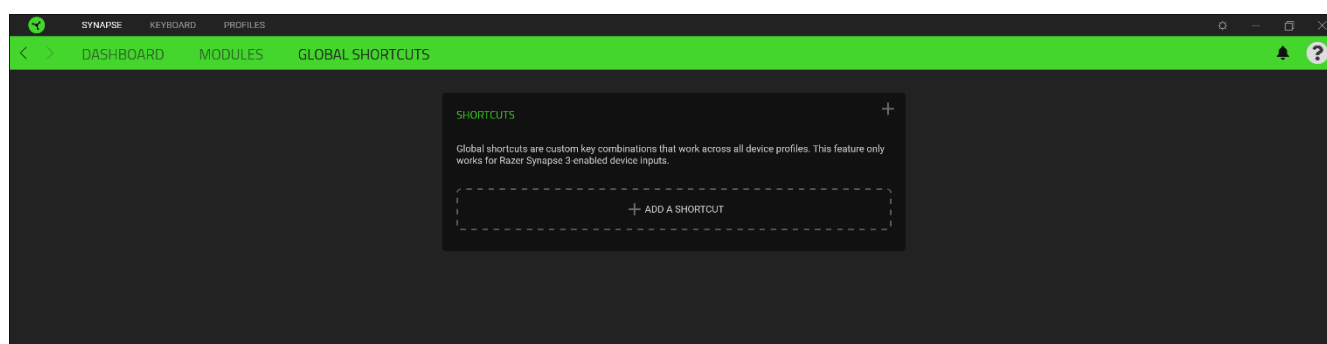 SYNAPSE KEYBOARD PROFILES
DASHBOARD MODULES GLOBAL SHORTCUTS
?
SHORTCUTS
Global shortcuts are custom key combinations that work across all device profiles. This feature only
works for Razer Synapse 3-enabled device inputs.
ADD A SHORTCUT